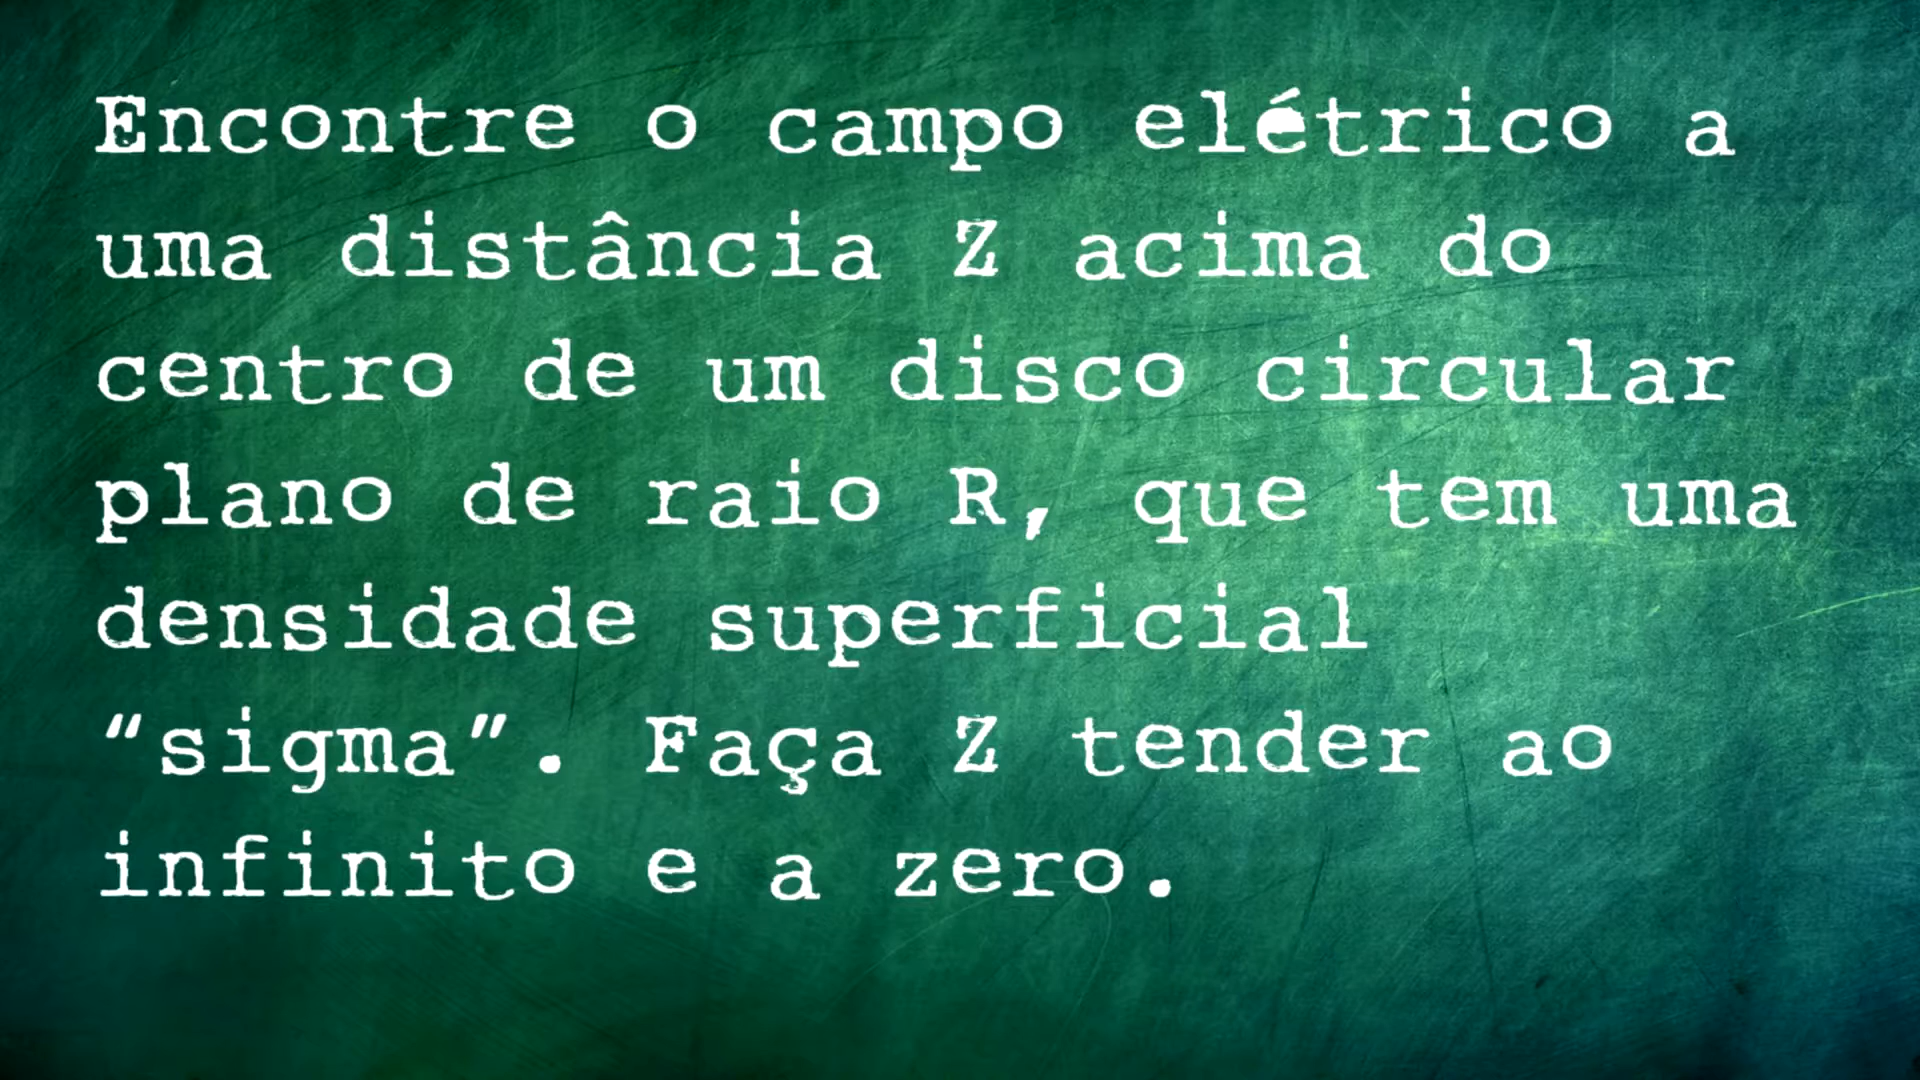 Encontre o campo elétrico a
uma distância Z acima do
centro de um disco circular
plano de raio R, que tem uma
densidade superficial
“sigma”. Faça Z tender ao
infinito e a zero.